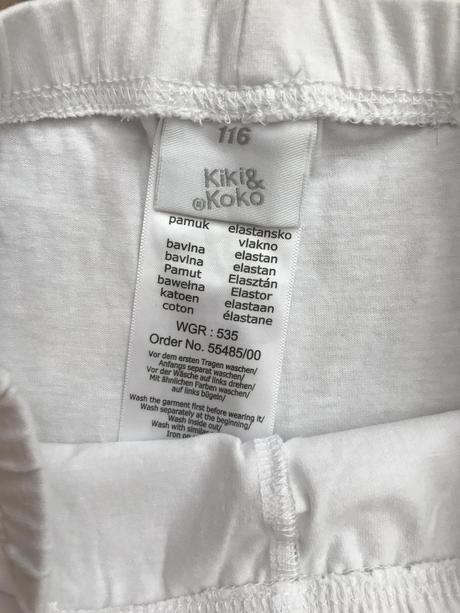 116
Kiki&
®Koko
pamuk elastansko
vlakno
bavlna elastan
bavlna elastan
Pamut Elasztán
bawełna Elastor
katoen elastaan
coton élastane
WGR : 535
Order No. 55485/00
Vor dem ersten Tragen waschen/
Anfangs separat waschen/
Vor der Wäsche auf links drehen/
Mit ähnlichen Farben waschen/
auf links bügeln/
Wash the garment first before wearing it/
Wash separately at the beginning/
Wash inside out/
Wash with similar
Iron on